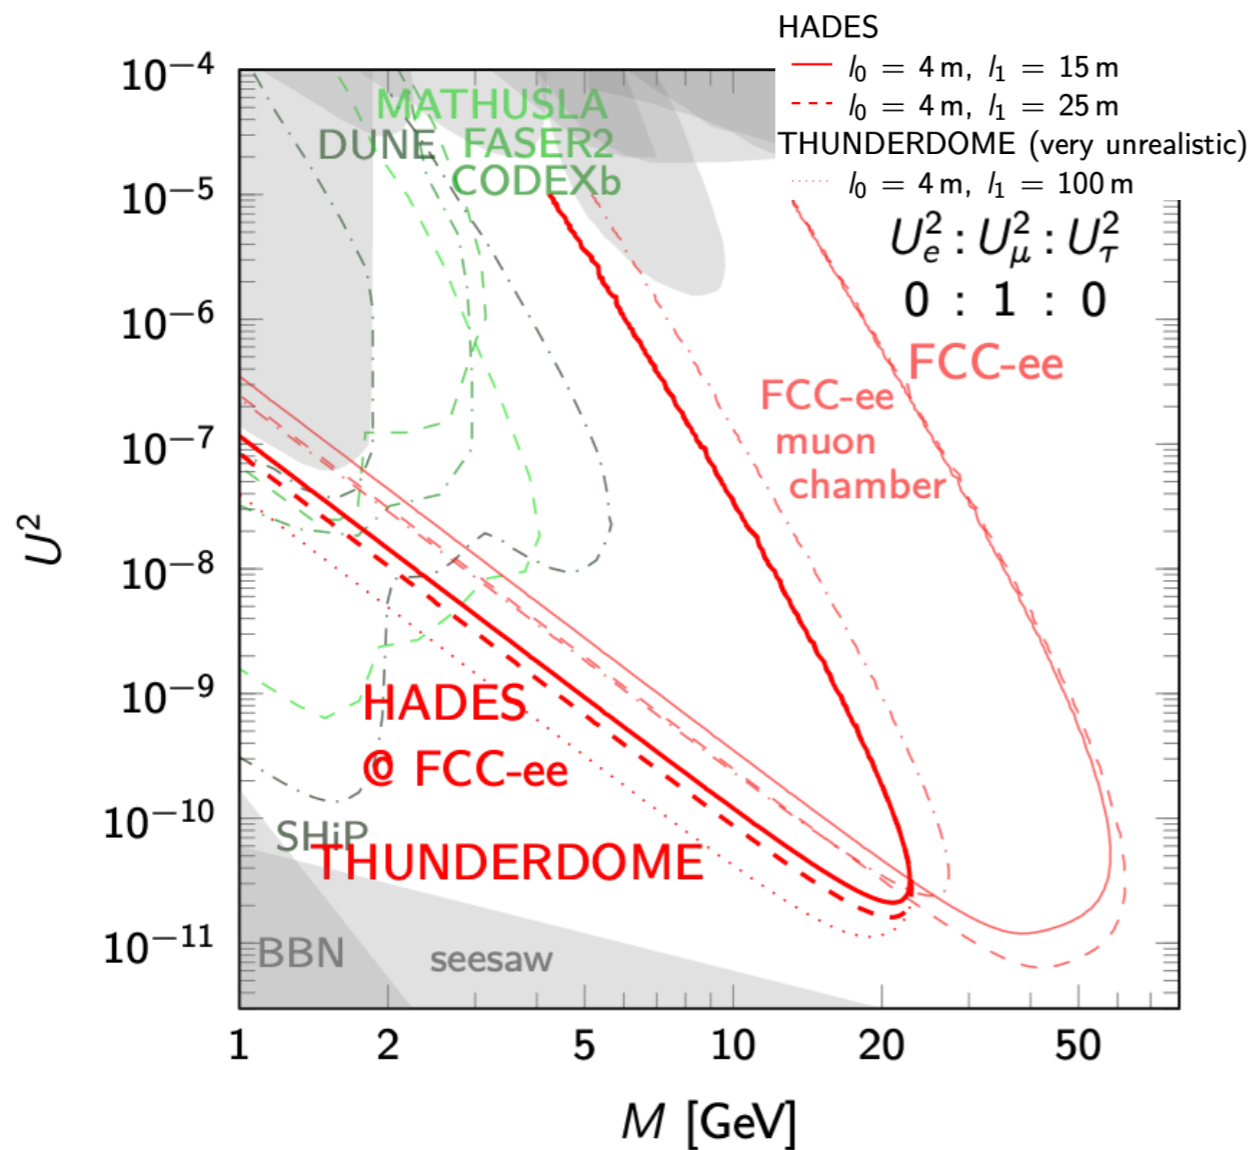 HADES
l₀ = 4 m, l₁ = 15 m
l₀ = 4 m, l₁ = 25 m
THUNDERDOME (very unrealistic)
l₀ = 4 m, l₁ = 100 m
10⁻⁴
10⁻⁵
10⁻⁶
10⁻⁷
10⁻⁸
10⁻⁹
10⁻¹⁰
10⁻¹¹
U²
MATHUSLA
DUNE FASER2
CODEXb
Uₑ² : U_μ² : U_τ²
0 : 1 : 0
FCC-ee
FCC-ee
muon
chamber
HADES
@ FCC-ee
SHiP
THUNDERDOME
BBN
seesaw
1 2 5 10 20 50
M [GeV]